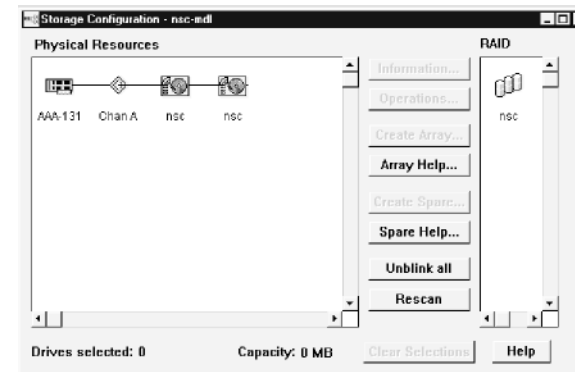 Storage Configuration - nsc-mdl
Physical Resources
RAID
AAA-131 Chan A nsc nsc
nsc
Information...
Operations...
Create Array...
Array Help...
Create Spare...
Spare Help...
Unblink all
Rescan
Drives selected: 0 Capacity: 0 MB Clear Selections Help